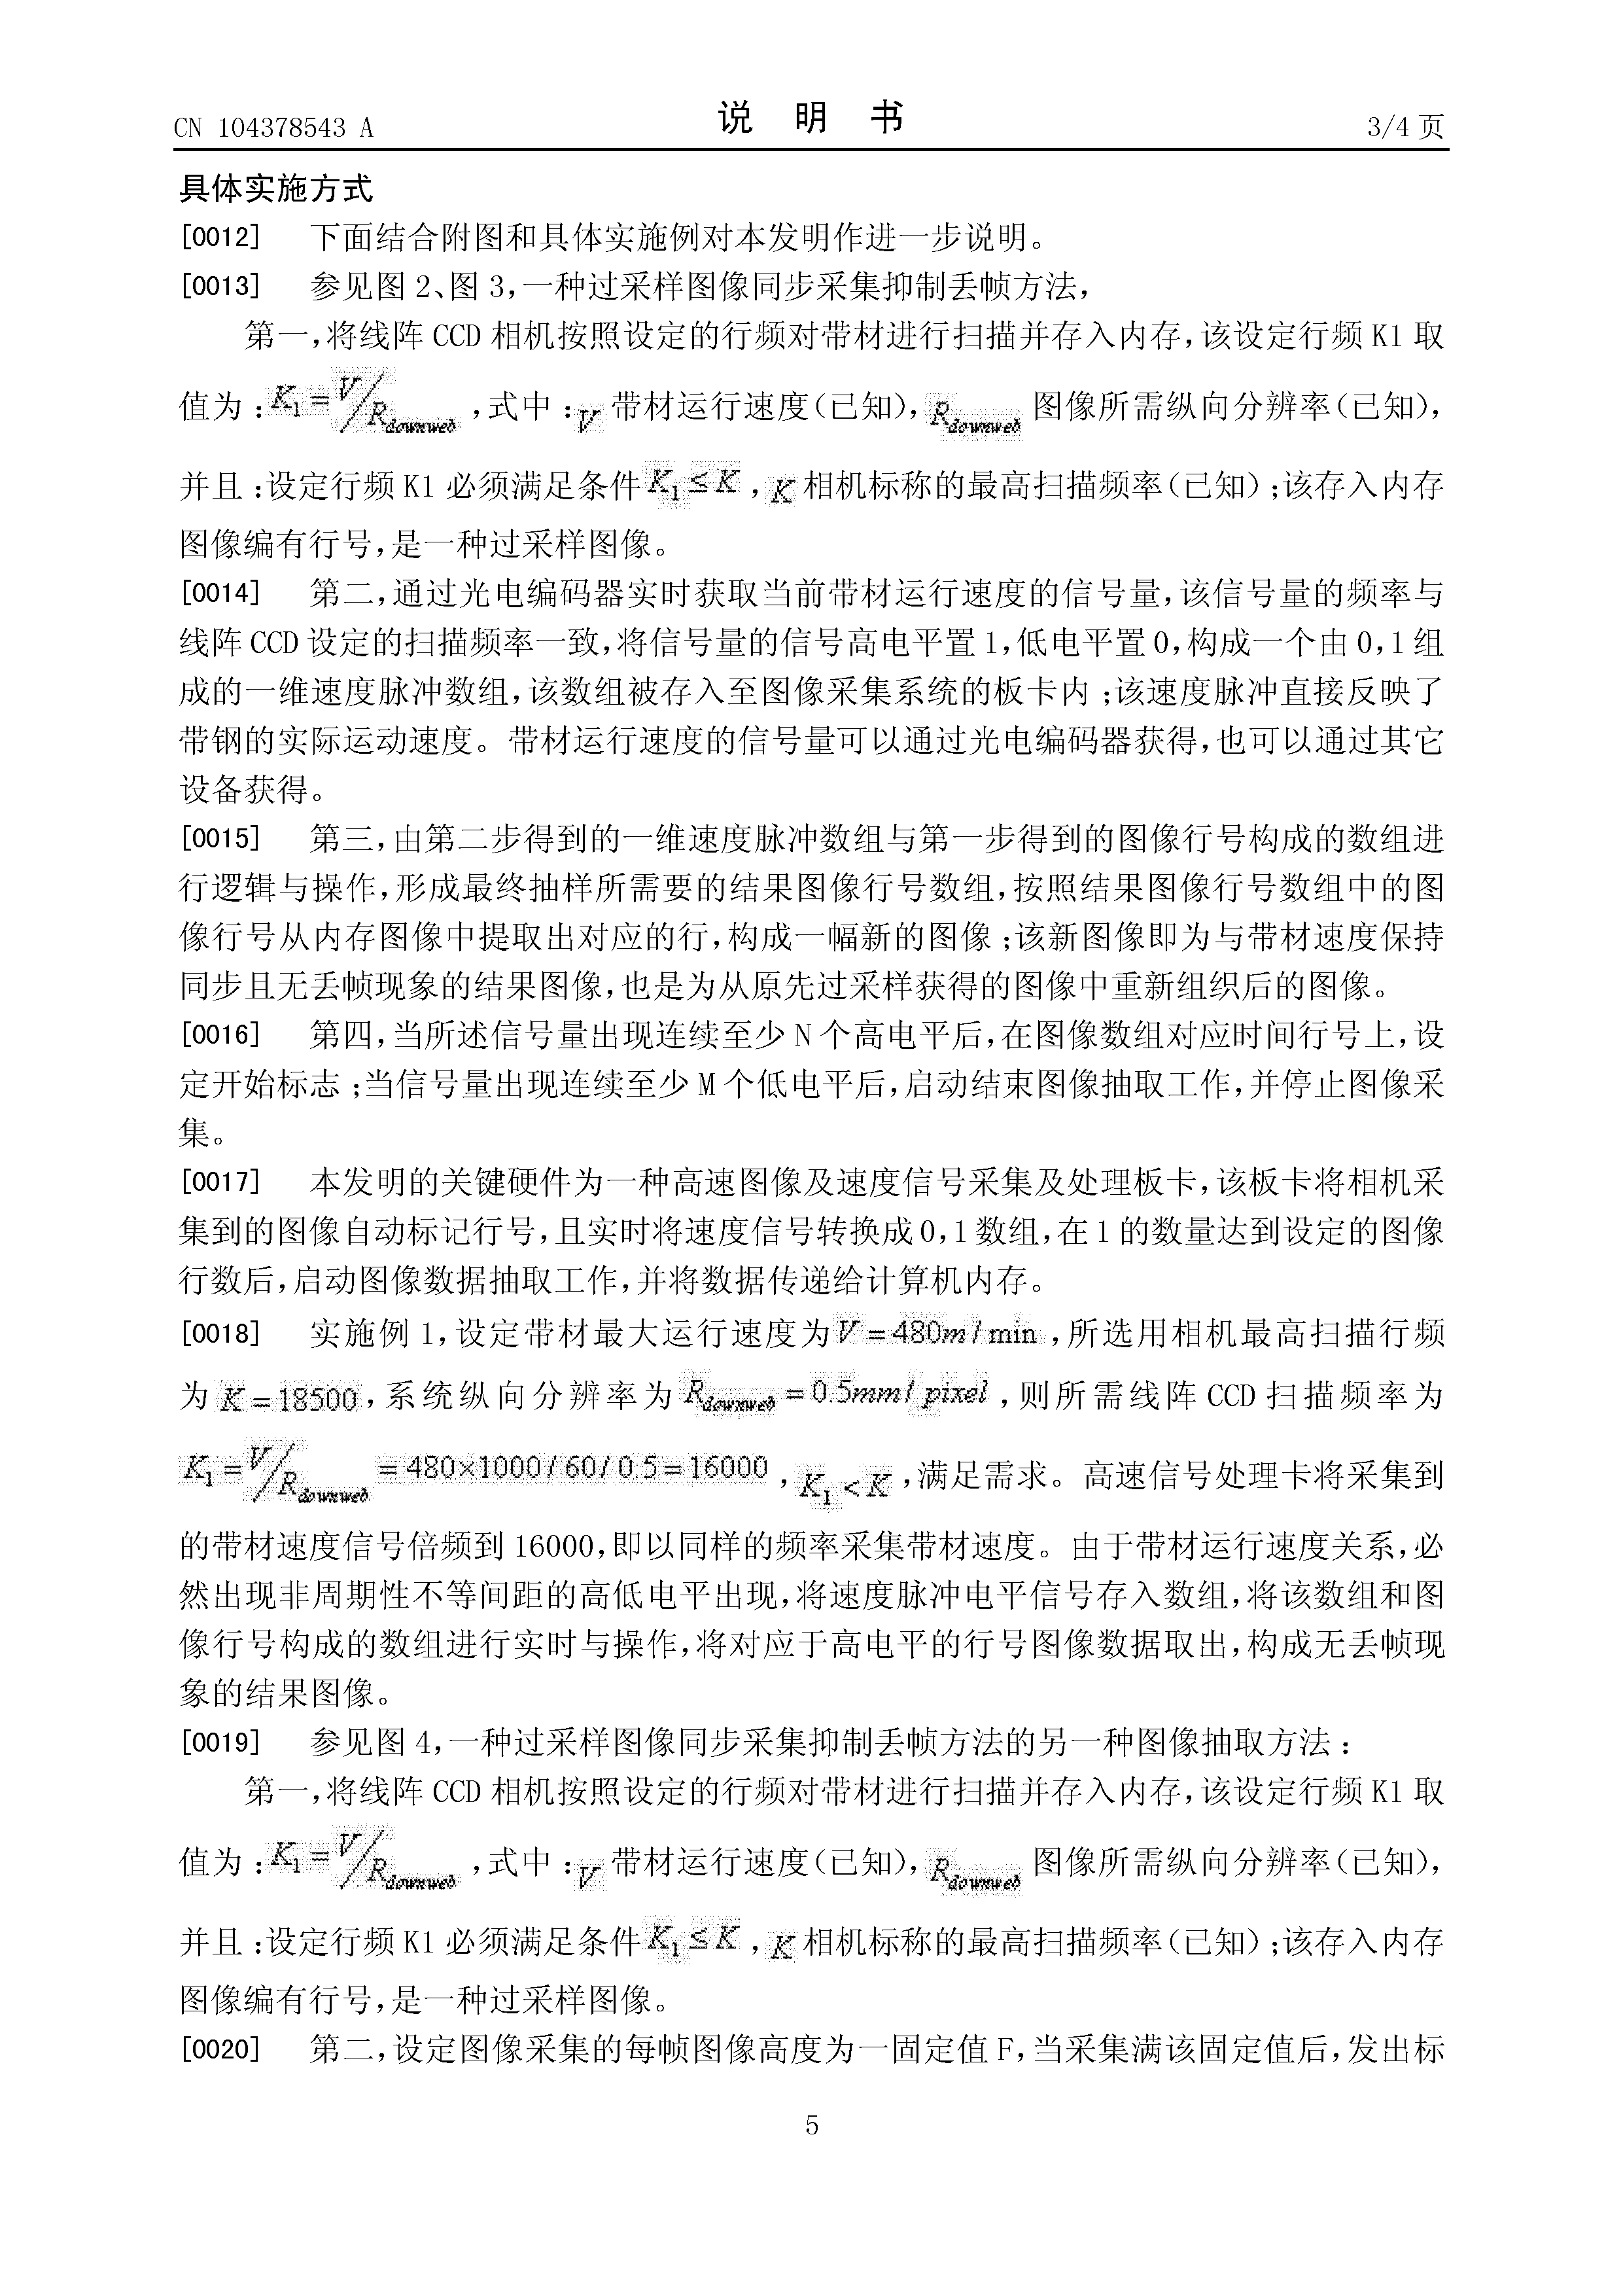 CN 104378543 A
说 明 书
3/4 页
具体实施方式
[0012] 下面结合附图和具体实施例对本发明作进一步说明。
[0013] 参见图 2、图 3,一种过采样图像同步采集抑制丢帧方法，
第一,将线阵 CCD 相机按照设定的行频对带材进行扫描并存入内存,该设定行频 K1 取
值为：K₁=V/R_downweb ,式中：V 带材运行速度(已知), R_downweb 图像所需纵向分辨率(已知),
并且：设定行频 K1 必须满足条件 K₁≤K , K 相机标称的最高扫描频率(已知)；该存入内存
图像编有行号,是一种过采样图像。
[0014] 第二,通过光电编码器实时获取当前带材运行速度的信号量,该信号量的频率与
线阵 CCD 设定的扫描频率一致,将信号量的信号高电平置 1,低电平置 0,构成一个由 0,1 组
成的一维速度脉冲数组,该数组被存入至图像采集系统的板卡内；该速度脉冲直接反映了
带钢的实际运动速度。带材运行速度的信号量可以通过光电编码器获得,也可以通过其它
设备获得。
[0015] 第三,由第二步得到的一维速度脉冲数组与第一步得到的图像行号构成的数组进
行逻辑与操作,形成最终抽样所需要的结果图像行号数组,按照结果图像行号数组中的图
像行号从内存图像中提取出对应的行,构成一幅新的图像；该新图像即为与带材速度保持
同步且无丢帧现象的结果图像,也是为从原先过采样获得的图像中重新组织后的图像。
[0016] 第四,当所述信号量出现连续至少 N 个高电平后,在图像数组对应时间行号上,设
定开始标志；当信号量出现连续至少 M 个低电平后,启动结束图像抽取工作,并停止图像采
集。
[0017] 本发明的关键硬件为一种高速图像及速度信号采集及处理板卡,该板卡将相机采
集到的图像自动标记行号,且实时将速度信号转换成 0,1 数组,在 1 的数量达到设定的图像
行数后,启动图像数据抽取工作,并将数据传递给计算机内存。
[0018] 实施例 1,设定带材最大运行速度为 V=480m/min ,所选用相机最高扫描行频
为 K=18500 ,系统纵向分辨率为 R_downweb=0.5mm/pixel ,则所需线阵 CCD 扫描频率为
K₁=V/R_downweb =480×1000/60/0.5=16000 , K₁<K ,满足需求。高速信号处理卡将采集到
的带材速度信号倍频到 16000,即以同样的频率采集带材速度。由于带材运行速度关系,必
然出现非周期性不等间距的高低电平出现,将速度脉冲电平信号存入数组,将该数组和图
像行号构成的数组进行实时与操作,将对应于高电平的行号图像数据取出,构成无丢帧现
象的结果图像。
[0019] 参见图 4,一种过采样图像同步采集抑制丢帧方法的另一种图像抽取方法：
第一,将线阵 CCD 相机按照设定的行频对带材进行扫描并存入内存,该设定行频 K1 取
值为：K₁=V/R_downweb ,式中：V 带材运行速度(已知), R_downweb 图像所需纵向分辨率(已知),
并且：设定行频 K1 必须满足条件 K₁≤K , K 相机标称的最高扫描频率(已知)；该存入内存
图像编有行号,是一种过采样图像。
[0020] 第二,设定图像采集的每帧图像高度为一固定值 F,当采集满该固定值后,发出标
5